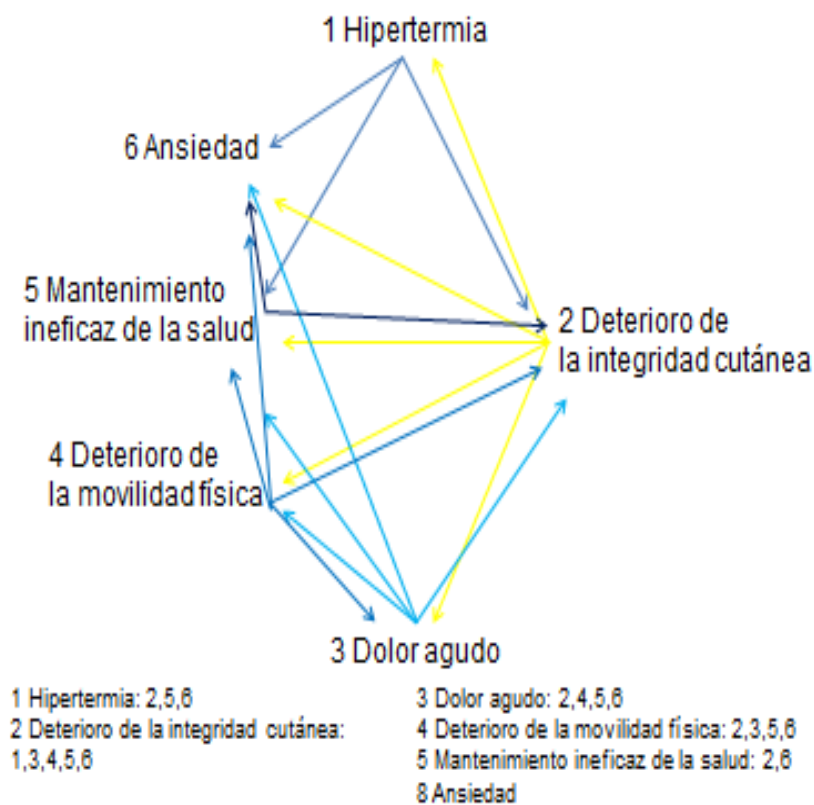 1 Hipertermia
6 Ansiedad
5 Mantenimiento
ineficaz de la salud
2 Deterioro de
la integridad cutánea
4 Deterioro de
la movilidad física
3 Dolor agudo
1 Hipertermia: 2,5,6
2 Deterioro de la integridad cutánea:
1,3,4,5,6
3 Dolor agudo: 2,4,5,6
4 Deterioro de la movilidad física: 2,3,5,6
5 Mantenimiento ineficaz de la salud: 2,6
8 Ansiedad